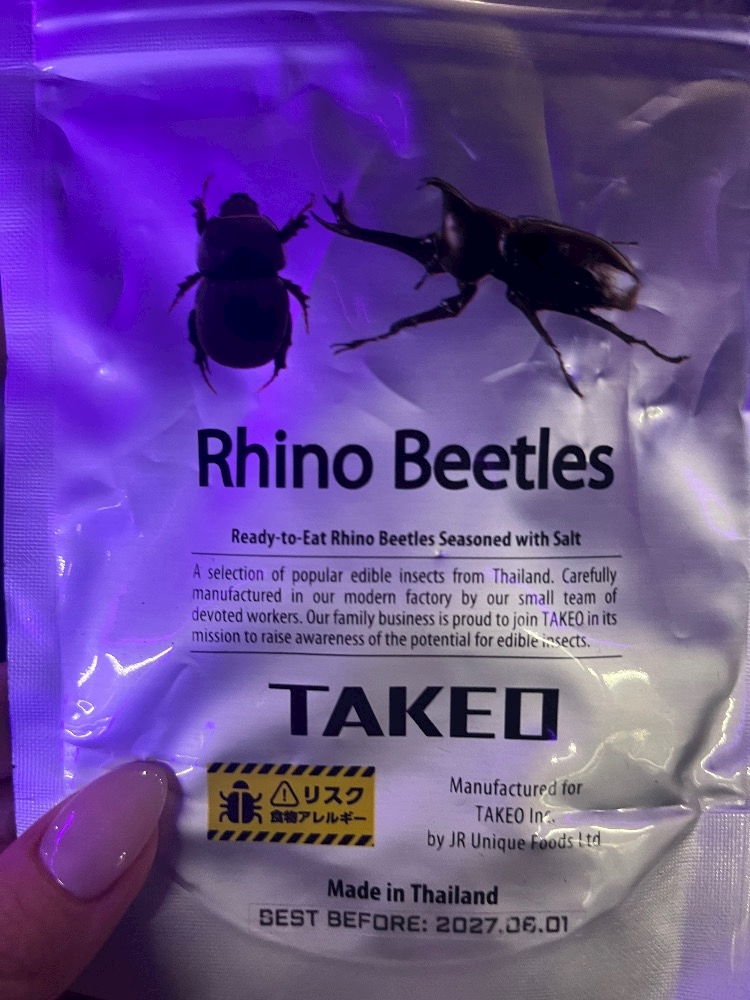 Rhino Beetles
Ready-to-Eat Rhino Beetles Seasoned with Salt
A selection of popular edible insects from Thailand. Carefully
manufactured in our modern factory by our small team of
devoted workers. Our family business is proud to join TAKEO in its
mission to raise awareness of the potential for edible insects.
TAKEO
リスク
食物アレルギー
Manufactured for
TAKEO Inc.
by JR Unique Foods Ltd
Made in Thailand
BEST BEFORE: 2027.06.01